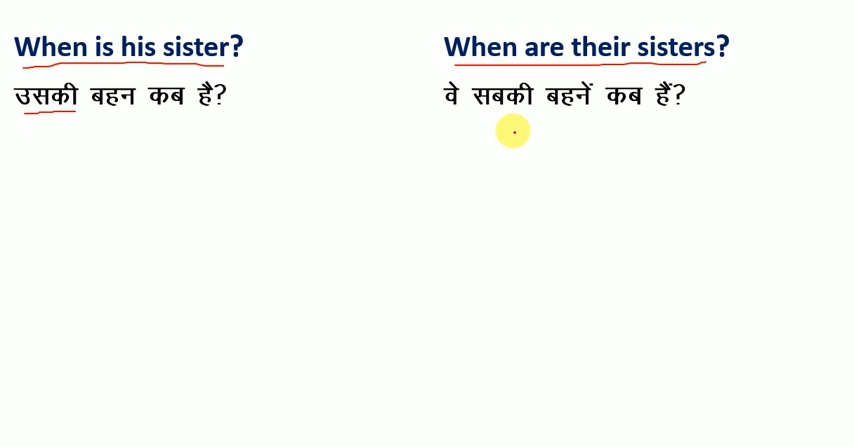 When is his sister?
उसकी बहन कब है?
When are their sisters?
वे सबकी बहनें कब हैं?